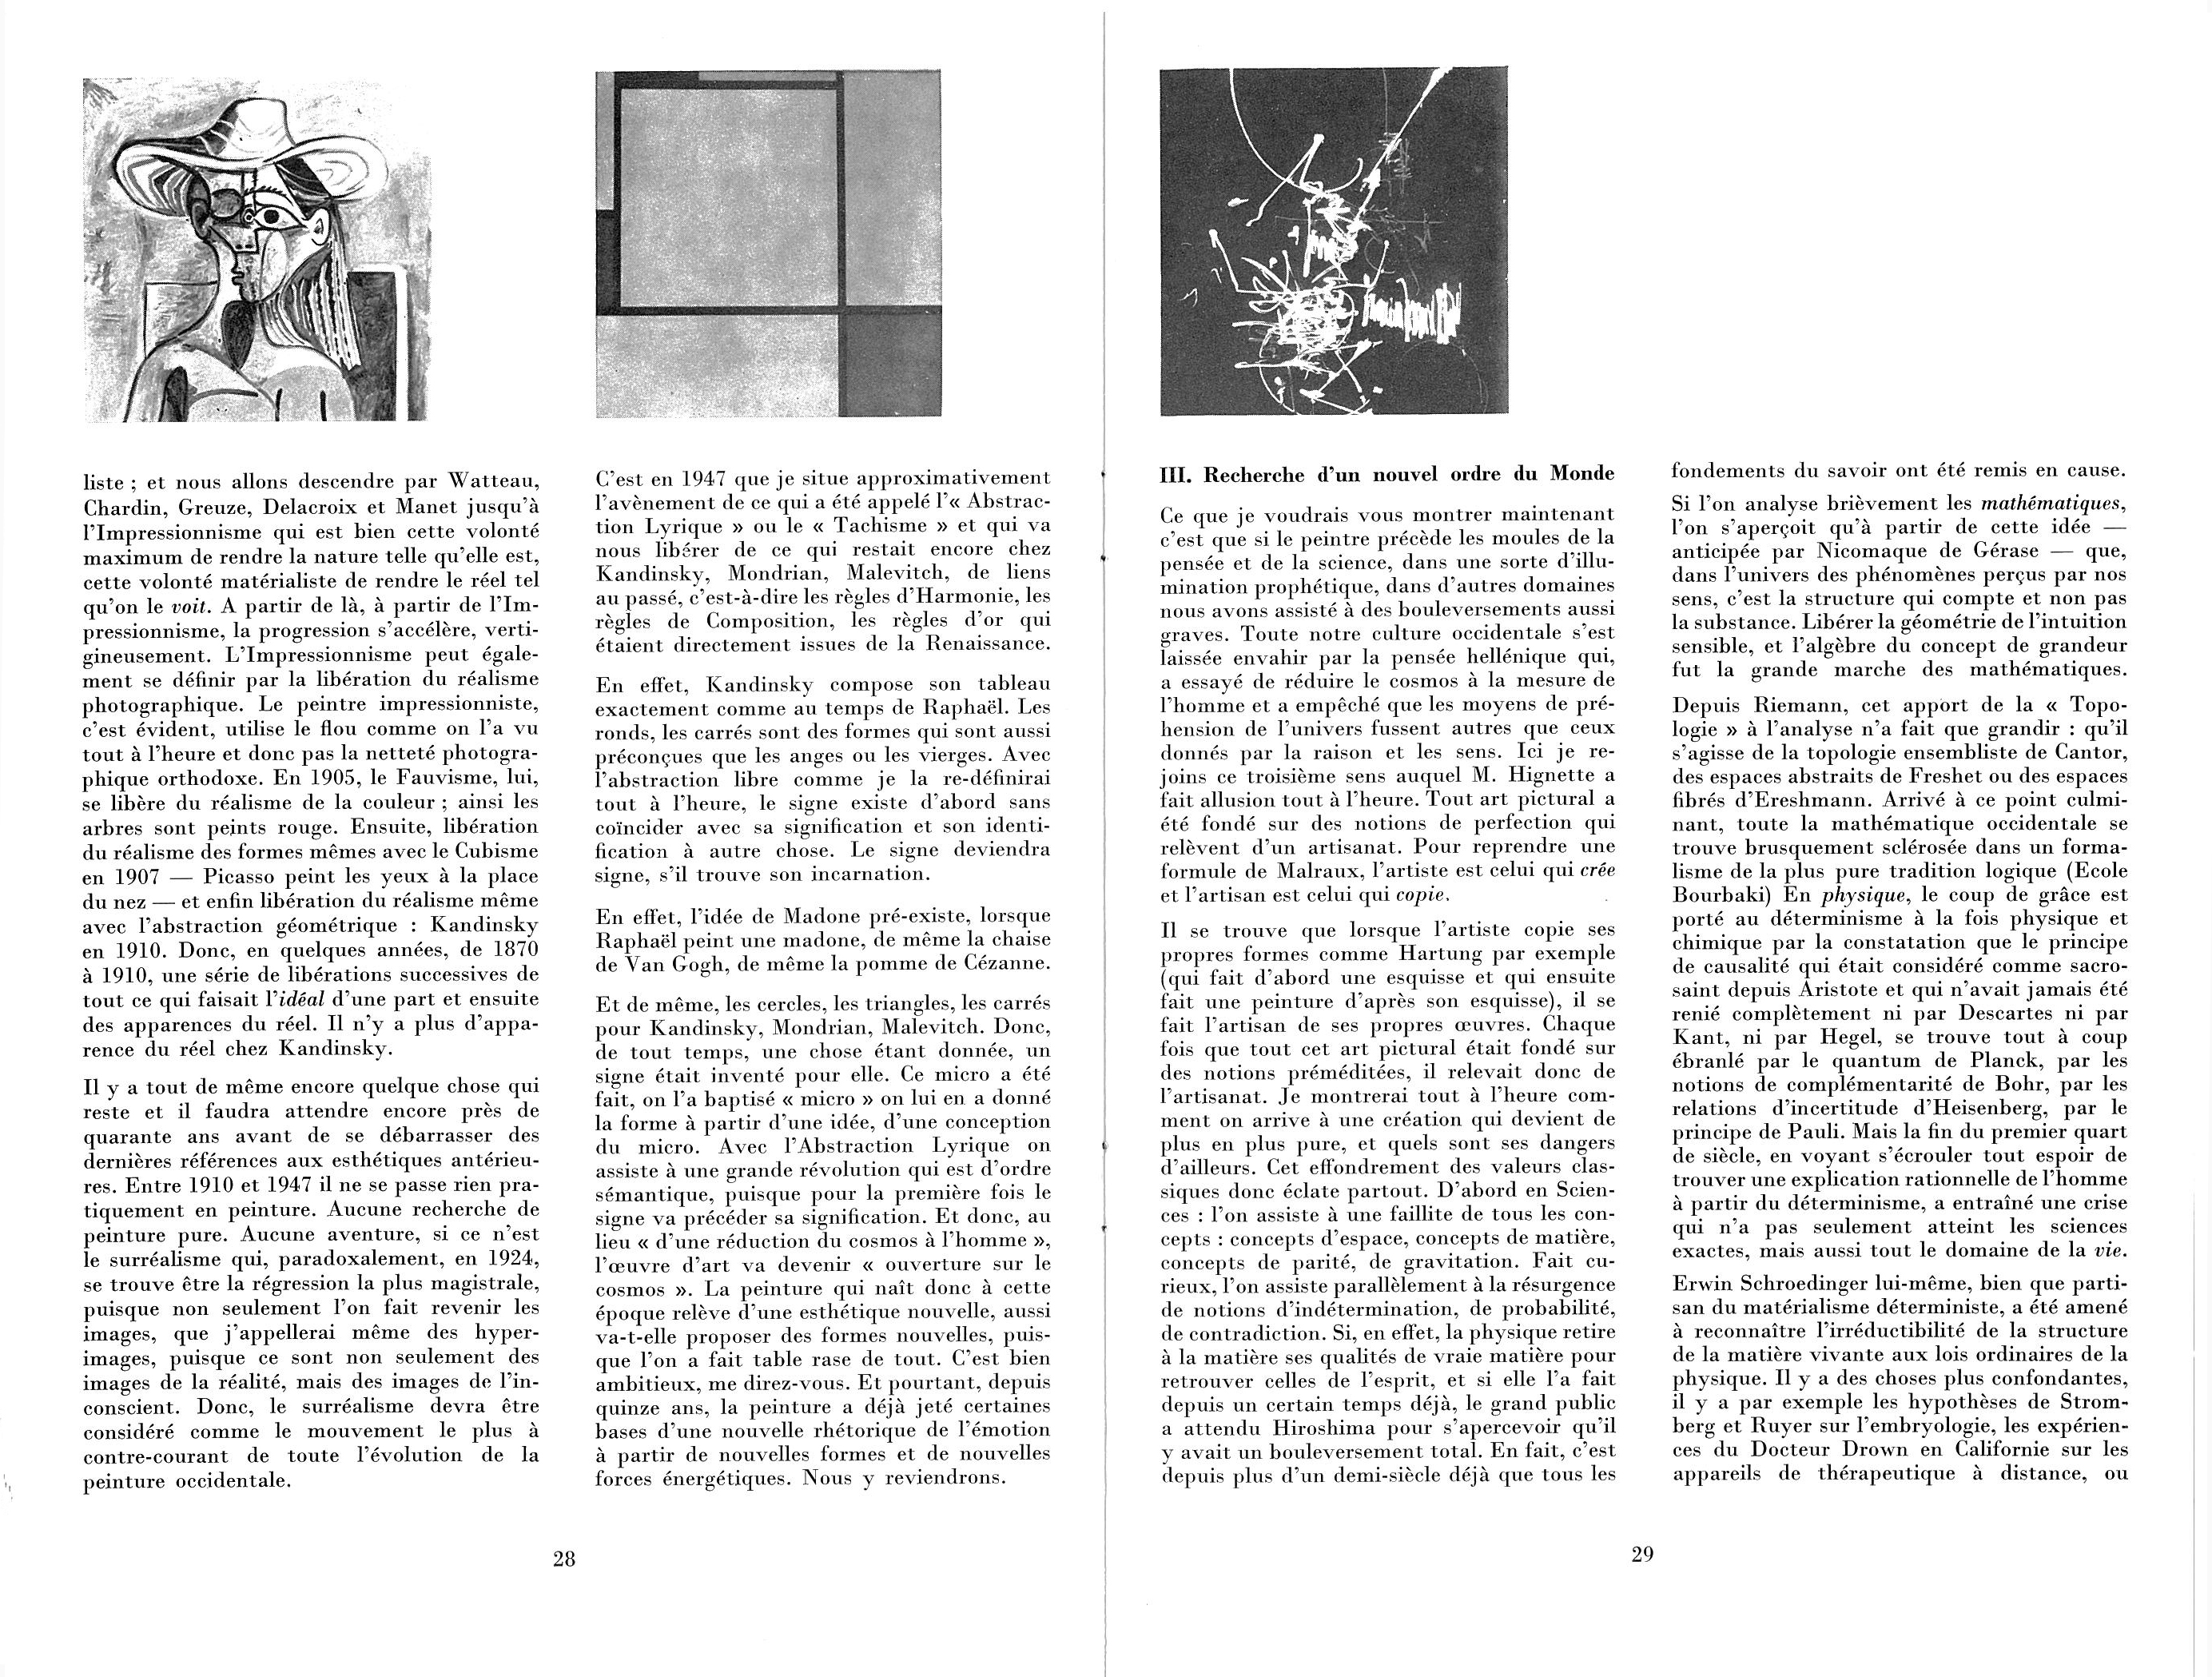 liste ; et nous allons descendre par Watteau,
Chardin, Greuze, Delacroix et Manet jusqu'à
l'Impressionnisme qui est bien cette volonté
maximum de rendre la nature telle qu'elle est,
cette volonté matérialiste de rendre le réel tel
qu'on le voit. A partir de là, à partir de l'Im-
pressionnisme, la progression s'accélère, verti-
gineusement. L'Impressionnisme peut égale-
ment se définir par la libération du réalisme
photographique. Le peintre impressionniste,
c'est évident, utilise le flou comme on l'a vu
tout à l'heure et donc pas la netteté photogra-
phique orthodoxe. En 1905, le Fauvisme, lui,
se libère du réalisme de la couleur ; ainsi les
arbres sont peints rouge. Ensuite, libération
du réalisme des formes mêmes avec le Cubisme
en 1907 — Picasso peint les yeux à la place
du nez — et enfin libération du réalisme même
avec l'abstraction géométrique : Kandinsky
en 1910. Donc, en quelques années, de 1870
à 1910, une série de libérations successives de
tout ce qui faisait l'idéal d'une part et ensuite
des apparences du réel. Il n'y a plus d'appa-
rence du réel chez Kandinsky.
Il y a tout de même encore quelque chose qui
reste et il faudra attendre encore près de
quarante ans avant de se débarrasser des
dernières références aux esthétiques antérieu-
res. Entre 1910 et 1947 il ne se passe rien pra-
tiquement en peinture. Aucune recherche de
peinture pure. Aucune aventure, si ce n'est
le surréalisme qui, paradoxalement, en 1924,
se trouve être la régression la plus magistrale,
puisque non seulement l'on fait revenir les
images, que j'appellerai même des hyper-
images, puisque ce sont non seulement des
images de la réalité, mais des images de l'in-
conscient. Donc, le surréalisme devra être
considéré comme le mouvement le plus à
contre-courant de toute l'évolution de la
peinture occidentale.
C'est en 1947 que je situe approximativement
l'avènement de ce qui a été appelé l'« Abstrac-
tion Lyrique » ou le « Tachisme » et qui va
nous libérer de ce qui restait encore chez
Kandinsky, Mondrian, Malevitch, de liens
au passé, c'est-à-dire les règles d'Harmonie, les
règles de Composition, les règles d'or qui
étaient directement issues de la Renaissance.
En effet, Kandinsky compose son tableau
exactement comme au temps de Raphaël. Les
ronds, les carrés sont des formes qui sont aussi
préconçues que les anges ou les vierges. Avec
l'abstraction libre comme je la re-définirai
tout à l'heure, le signe existe d'abord sans
coïncider avec sa signification et son identi-
fication à autre chose. Le signe deviendra
signe, s'il trouve son incarnation.
En effet, l'idée de Madone pré-existe, lorsque
Raphaël peint une madone, de même la chaise
de Van Gogh, de même la pomme de Cézanne.
Et de même, les cercles, les triangles, les carrés
pour Kandinsky, Mondrian, Malevitch. Donc,
de tout temps, une chose étant donnée, un
signe était inventé pour elle. Ce micro a été
fait, on l'a baptisé « micro » on lui en a donné
la forme à partir d'une idée, d'une conception
du micro. Avec l'Abstraction Lyrique on
assiste à une grande révolution qui est d'ordre
sémantique, puisque pour la première fois le
signe va précéder sa signification. Et donc, au
lieu « d'une réduction du cosmos à l'homme »,
l'œuvre d'art va devenir « ouverture sur le
cosmos ». La peinture qui naît donc à cette
époque relève d'une esthétique nouvelle, aussi
va-t-elle proposer des formes nouvelles, puis-
que l'on a fait table rase de tout. C'est bien
ambitieux, me direz-vous. Et pourtant, depuis
quinze ans, la peinture a déjà jeté certaines
bases d'une nouvelle rhétorique de l'émotion
à partir de nouvelles formes et de nouvelles
forces énergétiques. Nous y reviendrons.
28
III. Recherche d'un nouvel ordre du Monde
Ce que je voudrais vous montrer maintenant
c'est que si le peintre précède les moules de la
pensée et de la science, dans une sorte d'illu-
mination prophétique, dans d'autres domaines
nous avons assisté à des bouleversements aussi
graves. Toute notre culture occidentale s'est
laissée envahir par la pensée hellénique qui,
a essayé de réduire le cosmos à la mesure de
l'homme et a empêché que les moyens de pré-
hension de l'univers fussent autres que ceux
donnés par la raison et les sens. Ici je re-
joins ce troisième sens auquel M. Hignette a
fait allusion tout à l'heure. Tout art pictural a
été fondé sur des notions de perfection qui
relèvent d'un artisanat. Pour reprendre une
formule de Malraux, l'artiste est celui qui crée
et l'artisan est celui qui copie.
Il se trouve que lorsque l'artiste copie ses
propres formes comme Hartung par exemple
(qui fait d'abord une esquisse et qui ensuite
fait une peinture d'après son esquisse), il se
fait l'artisan de ses propres œuvres. Chaque
fois que tout cet art pictural était fondé sur
des notions préméditées, il relevait donc de
l'artisanat. Je montrerai tout à l'heure com-
ment on arrive à une création qui devient de
plus en plus pure, et quels sont ses dangers
d'ailleurs. Cet effondrement des valeurs clas-
siques donc éclate partout. D'abord en Scien-
ces : l'on assiste à une faillite de tous les con-
cepts : concepts d'espace, concepts de matière,
concepts de parité, de gravitation. Fait cu-
rieux, l'on assiste parallèlement à la résurgence
de notions d'indétermination, de probabilité,
de contradiction. Si, en effet, la physique retire
à la matière ses qualités de vraie matière pour
retrouver celles de l'esprit, et si elle l'a fait
depuis un certain temps déjà, le grand public
a attendu Hiroshima pour s'apercevoir qu'il
y avait un bouleversement total. En fait, c'est
depuis plus d'un demi-siècle déjà que tous les
fondements du savoir ont été remis en cause.
Si l'on analyse brièvement les mathématiques,
l'on s'aperçoit qu'à partir de cette idée —
anticipée par Nicomaque de Gérase — que,
dans l'univers des phénomènes perçus par nos
sens, c'est la structure qui compte et non pas
la substance. Libérer la géométrie de l'intuition
sensible, et l'algèbre du concept de grandeur
fut la grande marche des mathématiques.
Depuis Riemann, cet apport de la « Topo-
logie » à l'analyse n'a fait que grandir : qu'il
s'agisse de la topologie ensembliste de Cantor,
des espaces abstraits de Freshet ou des espaces
fibrés d'Ereshmann. Arrivé à ce point culmi-
nant, toute la mathématique occidentale se
trouve brusquement sclérosée dans un forma-
lisme de la plus pure tradition logique (Ecole
Bourbaki) En physique, le coup de grâce est
porté au déterminisme à la fois physique et
chimique par la constatation que le principe
de causalité qui était considéré comme sacro-
saint depuis Aristote et qui n'avait jamais été
renié complètement ni par Descartes ni par
Kant, ni par Hegel, se trouve tout à coup
ébranlé par le quantum de Planck, par les
notions de complémentarité de Bohr, par les
relations d'incertitude d'Heisenberg, par le
principe de Pauli. Mais la fin du premier quart
de siècle, en voyant s'écrouler tout espoir de
trouver une explication rationnelle de l'homme
à partir du déterminisme, a entraîné une crise
qui n'a pas seulement atteint les sciences
exactes, mais aussi tout le domaine de la vie.
Erwin Schroedinger lui-même, bien que parti-
san du matérialisme déterministe, a été amené
à reconnaître l'irréductibilité de la structure
de la matière vivante aux lois ordinaires de la
physique. Il y a des choses plus confondantes,
il y a par exemple les hypothèses de Strom-
berg et Ruyer sur l'embryologie, les expérien-
ces du Docteur Drown en Californie sur les
appareils de thérapeutique à distance, ou
29